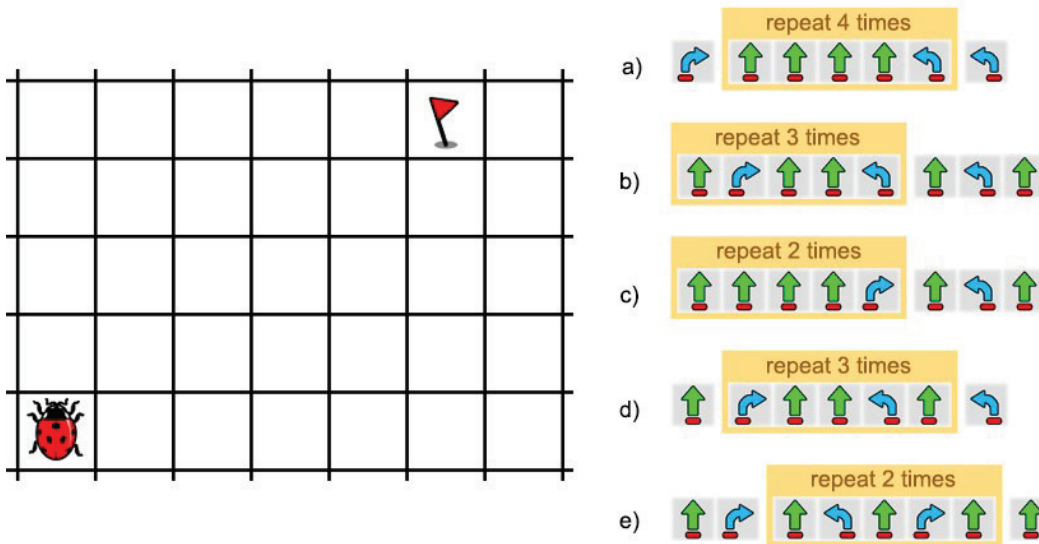 repeat 4 times
a)
repeat 3 times
b)
repeat 2 times
c)
repeat 3 times
d)
repeat 2 times
e)